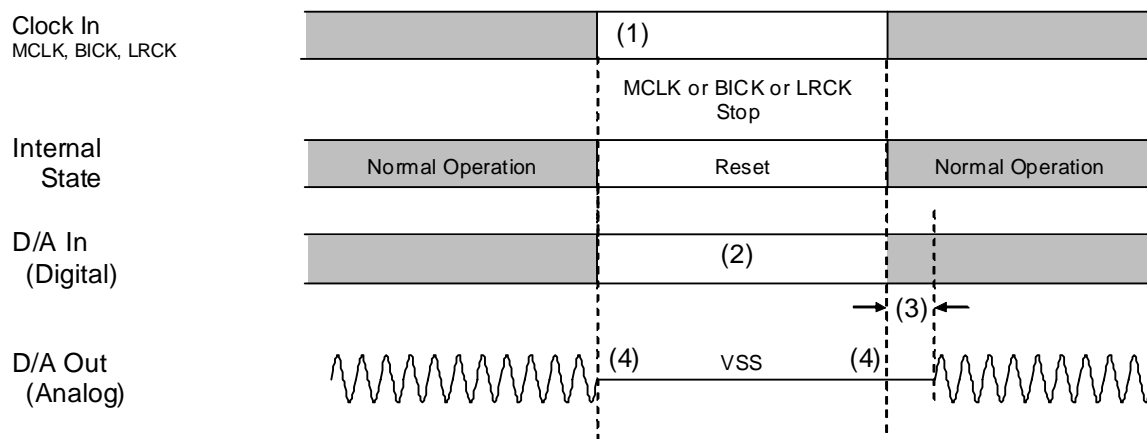 Clock In
MCLK, BICK, LRCK
(1)
MCLK or BICK or LRCK
Stop
Internal
State
Normal Operation
Reset
Normal Operation
D/A In
(Digital)
(2)
(3)
D/A Out
(Analog)
(4)
VSS
(4)